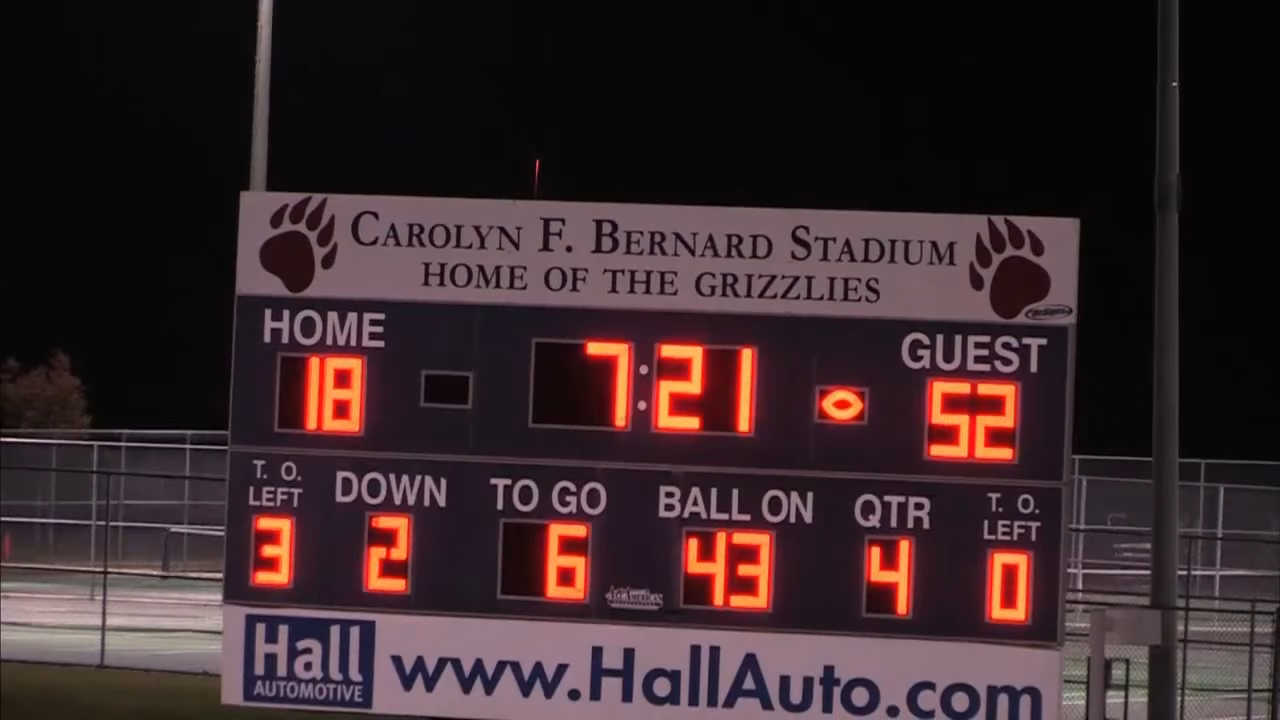 CAROLYN F. BERNARD STADIUM
HOME OF THE GRIZZLIES
HOME
GUEST
18
7:21
52
T. O. LEFT
DOWN
TO GO
BALL ON
QTR
T. O. LEFT
3
2
6
43
4
0
Hall
AUTOMOTIVE
www.HallAuto.com